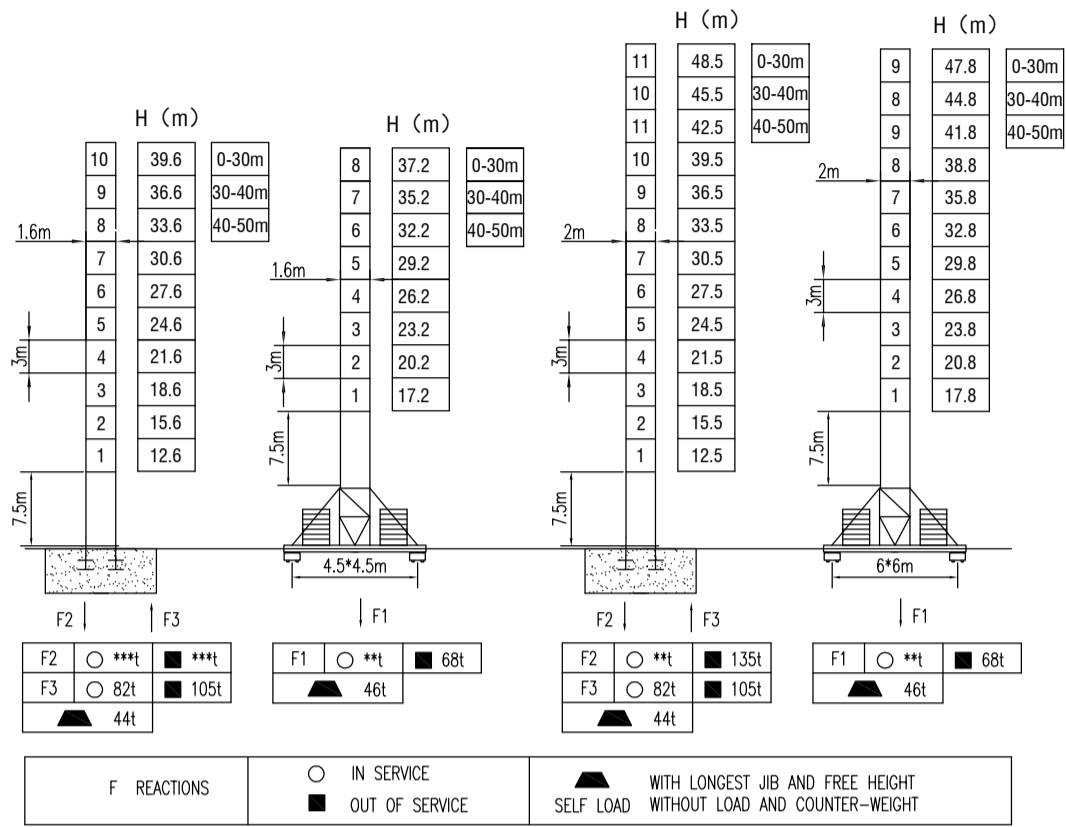 H (m)
10 39.6 0-30m
9 36.6 30-40m
8 33.6 40-50m
7 30.6
6 27.6
5 24.6
4 21.6
3 18.6
2 15.6
1 12.6
1.6m
3m
7.5m
F2 F3
F2 ***t ***t
F3 82t 105t
44t
H (m)
8 37.2 0-30m
7 35.2 30-40m
6 32.2 40-50m
5 29.2
4 26.2
3 23.2
2 20.2
1 17.2
1.6m
3m
7.5m
4.5*4.5m
F1
F1 **t 68t
46t
H (m)
11 48.5 0-30m
10 45.5 30-40m
11 42.5 40-50m
10 39.5
9 36.5
8 33.5
7 30.5
6 27.5
5 24.5
4 21.5
3 18.5
2 15.5
1 12.5
2m
3m
7.5m
F2 F3
F2 **t 135t
F3 82t 105t
44t
H (m)
9 47.8 0-30m
8 44.8 30-40m
9 41.8 40-50m
8 38.8
7 35.8
6 32.8
5 29.8
4 26.8
3 23.8
2 20.8
1 17.8
2m
3m
7.5m
6*6m
F1
F1 **t 68t
46t
F REACTIONS
IN SERVICE
OUT OF SERVICE
SELF LOAD
WITH LONGEST JIB AND FREE HEIGHT
WITHOUT LOAD AND COUNTER-WEIGHT